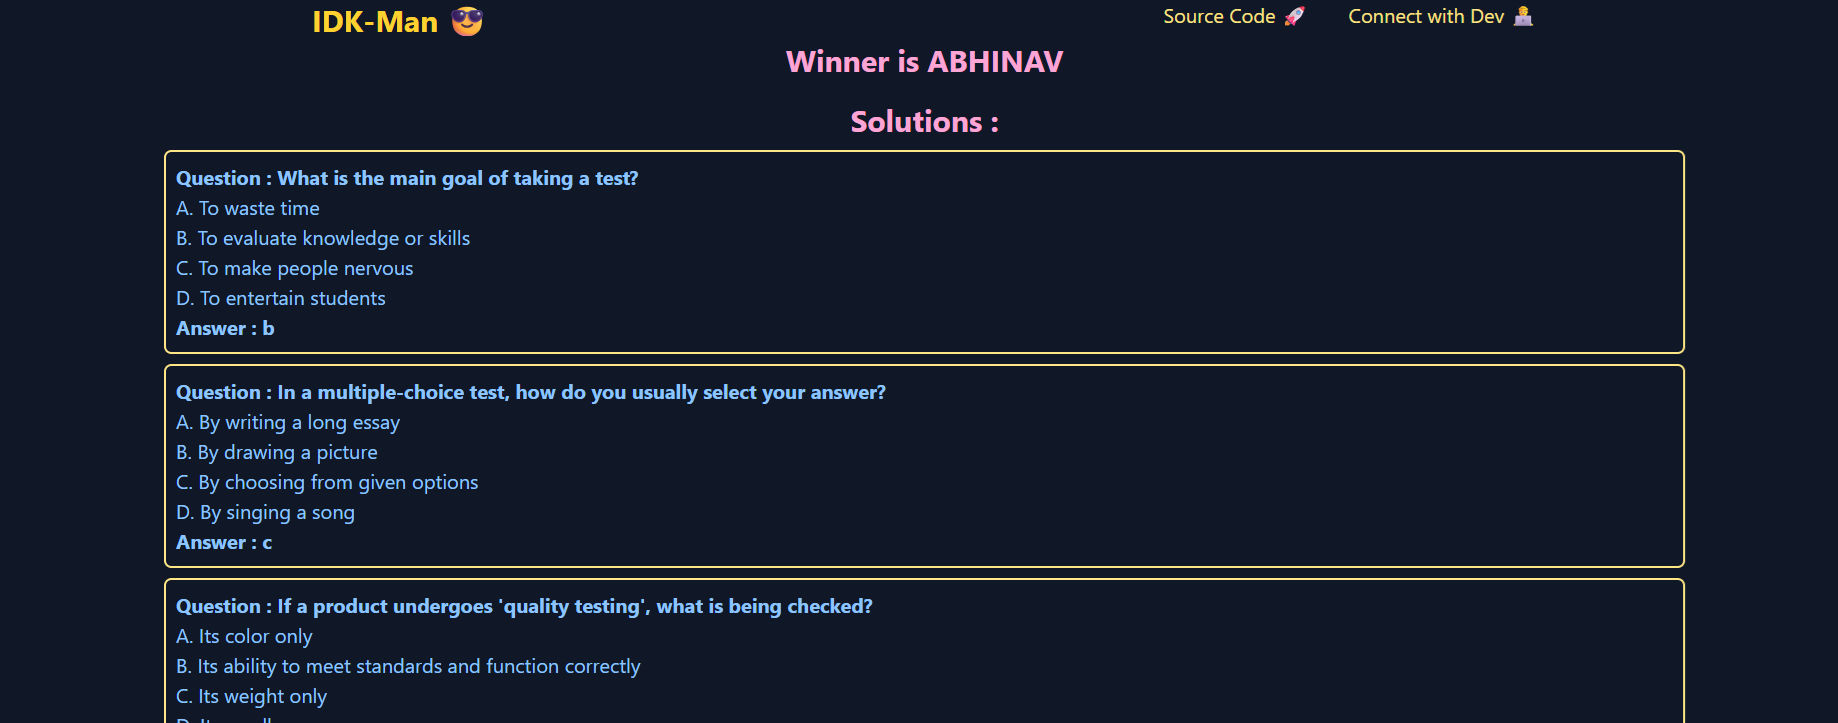 IDK-Man 😎
Source Code 🚀 Connect with Dev 🧑‍💻
Winner is ABHINAV
Solutions :
Question : What is the main goal of taking a test?
A. To waste time
B. To evaluate knowledge or skills
C. To make people nervous
D. To entertain students
Answer : b
Question : In a multiple-choice test, how do you usually select your answer?
A. By writing a long essay
B. By drawing a picture
C. By choosing from given options
D. By singing a song
Answer : c
Question : If a product undergoes 'quality testing', what is being checked?
A. Its color only
B. Its ability to meet standards and function correctly
C. Its weight only